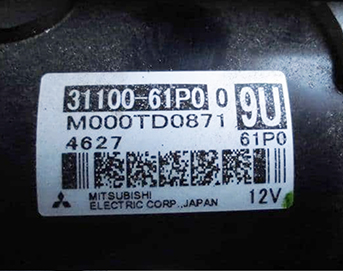 31100-61P0 0 9U
M000TD0871
4627 61P0
MITSUBISHI
ELECTRIC CORP., JAPAN 12V